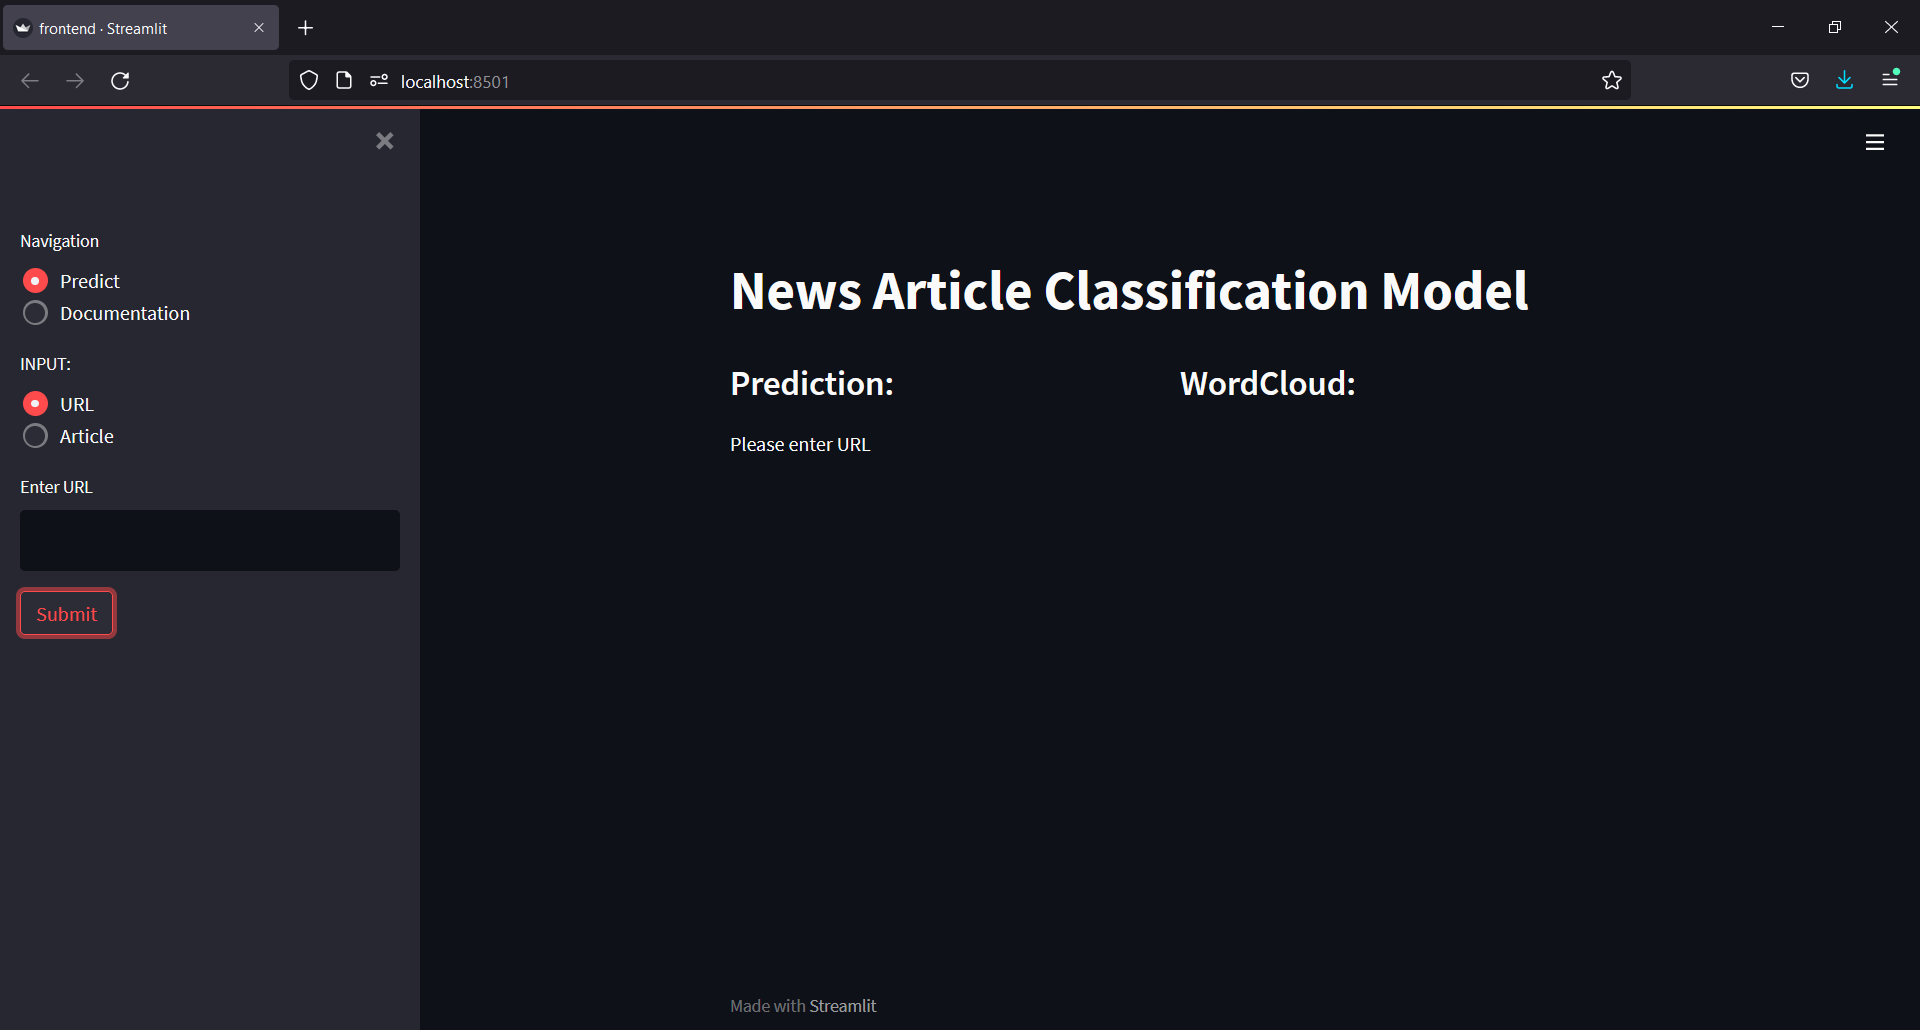 frontend · Streamlit
localhost:8501
Navigation
Predict
Documentation
INPUT:
URL
Article
Enter URL
Submit
News Article Classification Model
Prediction:
WordCloud:
Please enter URL
Made with Streamlit